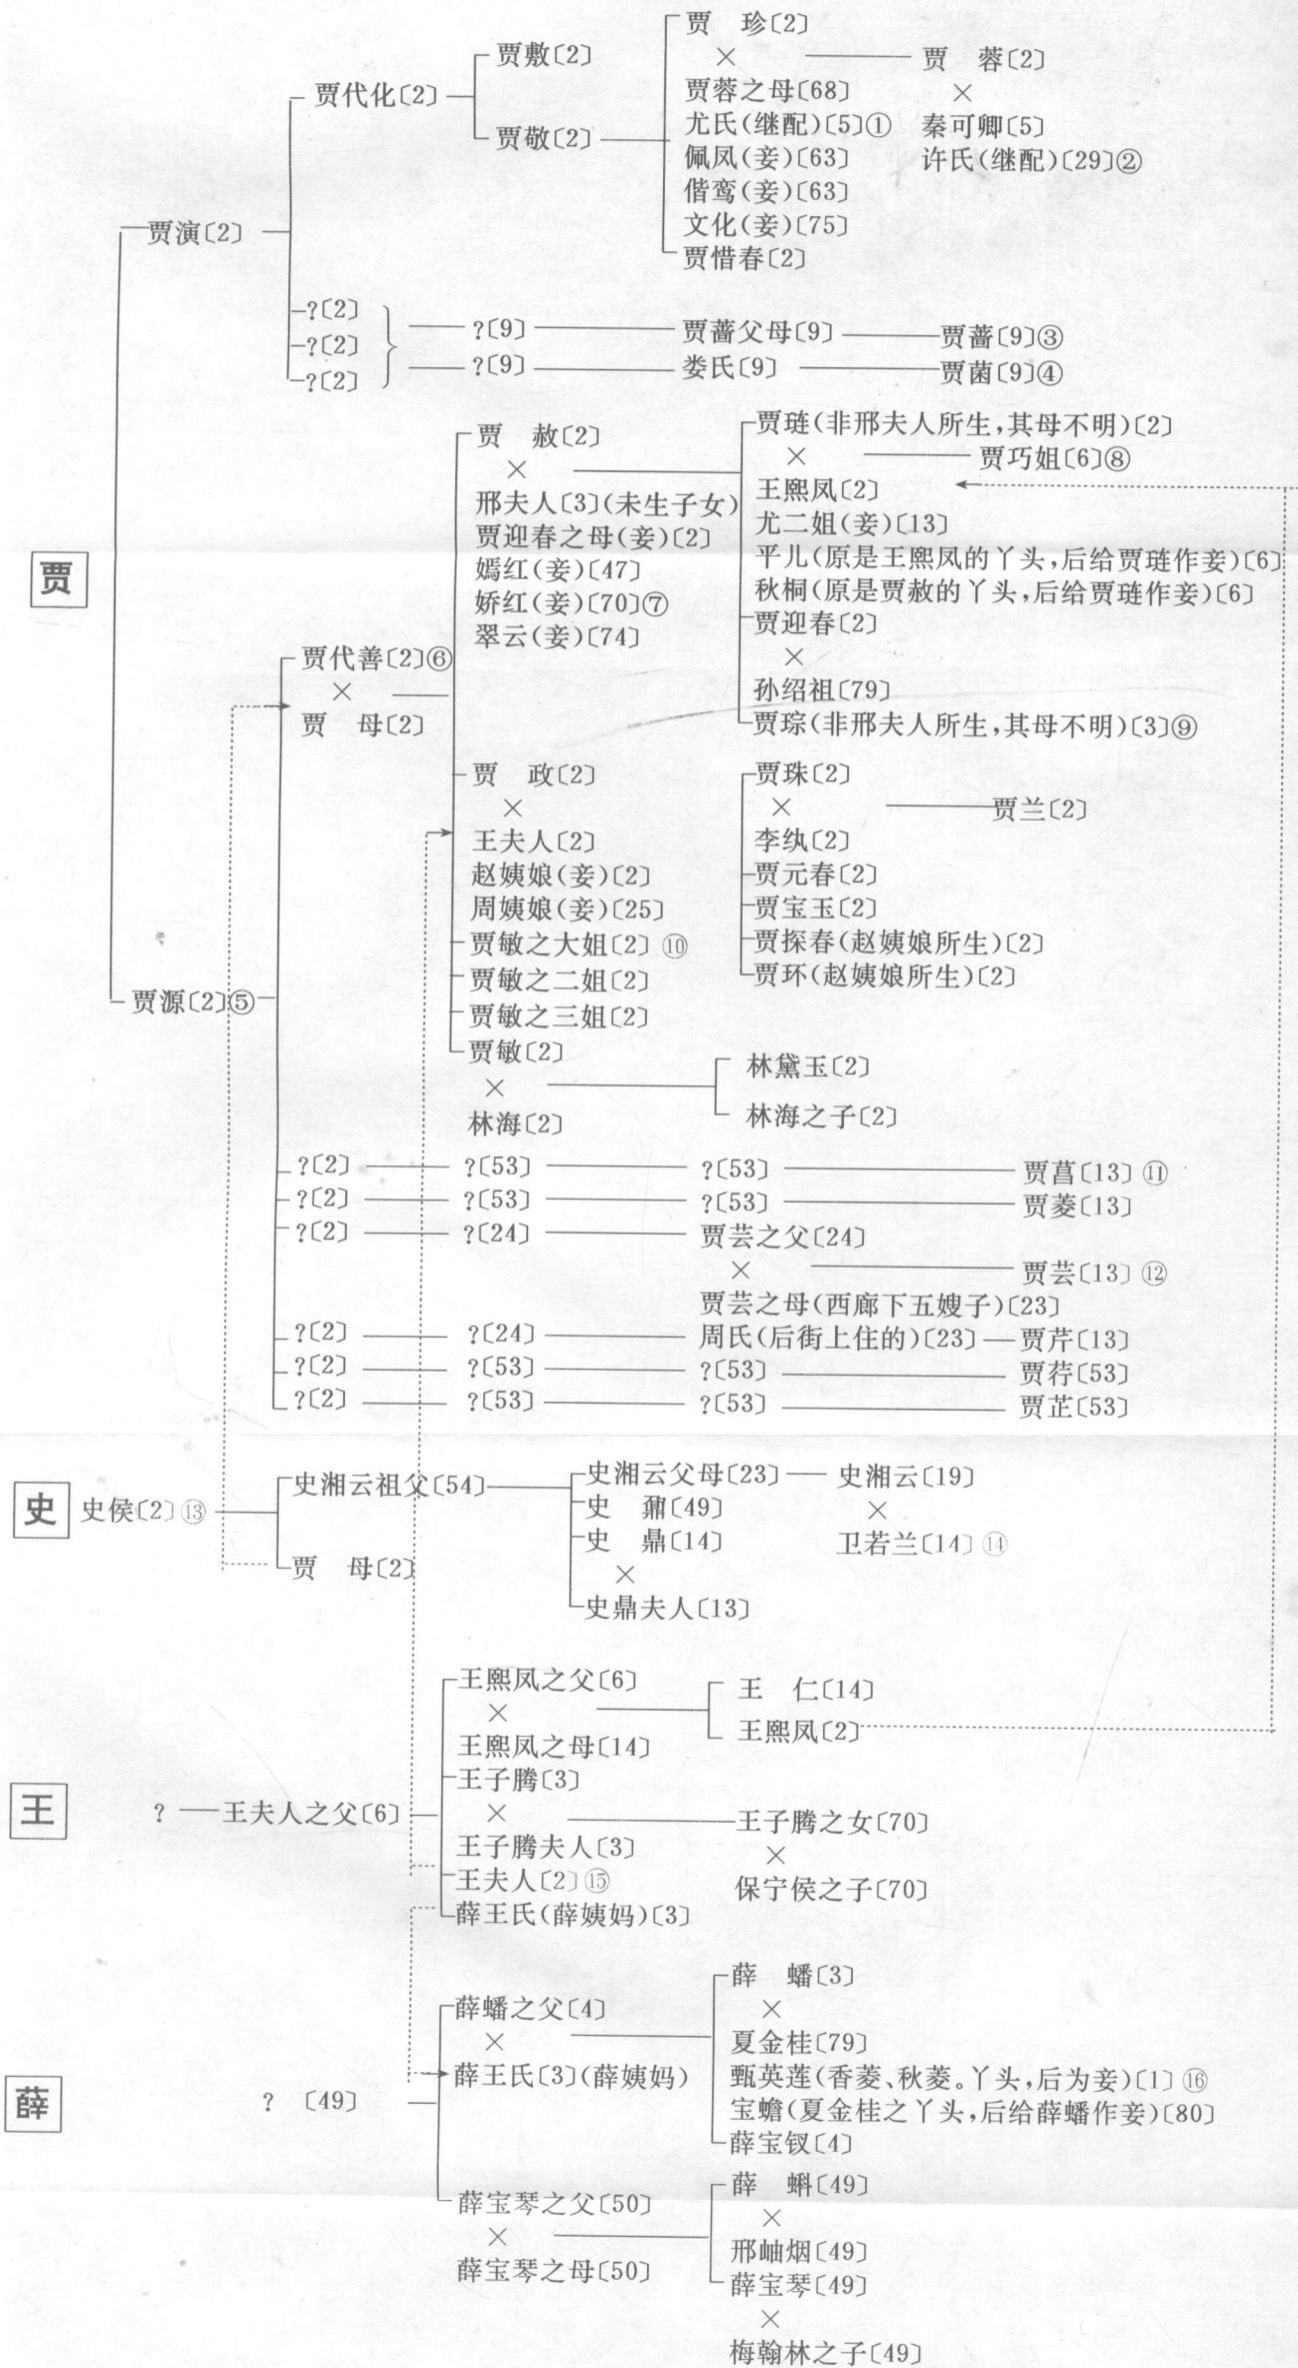 贾 珍〔2〕
贾敷〔2〕
× 贾 蓉〔2〕
贾代化〔2〕
贾蓉之母〔68〕 ×
尤氏(继配)〔5〕① 秦可卿〔5〕
贾敬〔2〕
佩凤(妾)〔63〕 许氏(继配)〔29〕②
偕鸾(妾)〔63〕
文化(妾)〔75〕
贾演〔2〕
贾惜春〔2〕
?〔2〕
?〔9〕 贾蔷父母〔9〕 贾蔷〔9〕③
?〔2〕
?〔9〕 娄氏〔9〕 贾菌〔9〕④
?〔2〕
贾琏(非邢夫人所生,其母不明)〔2〕
贾 赦〔2〕
× × 贾巧姐〔6〕⑧
王熙凤〔2〕
邢夫人〔3〕(未生子女)
尤二姐(妾)〔13〕
贾迎春之母(妾)〔2〕
平儿(原是王熙凤的丫头,后给贾琏作妾)〔6〕
嫣红(妾)〔47〕
贾
秋桐(原是贾赦的丫头,后给贾琏作妾)〔6〕
娇红(妾)〔70〕⑦
贾迎春〔2〕
翠云(妾)〔74〕
贾代善〔2〕⑥ ×
× 孙绍祖〔79〕
贾 母〔2〕 贾琮(非邢夫人所生,其母不明)〔3〕⑨
贾 政〔2〕 贾珠〔2〕
× × 贾兰〔2〕
王夫人〔2〕 李纨〔2〕
赵姨娘(妾)〔2〕 贾元春〔2〕
周姨娘(妾)〔25〕 贾宝玉〔2〕
贾敏之大姐〔2〕⑩ 贾探春(赵姨娘所生)〔2〕
贾敏之二姐〔2〕 贾环(赵姨娘所生)〔2〕
贾源〔2〕⑤
贾敏之三姐〔2〕
贾敏〔2〕 林黛玉〔2〕
×
林海〔2〕 林海之子〔2〕
?〔2〕 ?〔53〕 ?〔53〕 贾菖〔13〕⑪
?〔2〕 ?〔53〕 ?〔53〕 贾菱〔13〕
?〔2〕 ?〔24〕 贾芸之父〔24〕
× 贾芸〔13〕⑫
贾芸之母(西廊下五嫂子)〔23〕
?〔2〕 ?〔24〕 周氏(后街上住的)〔23〕 贾芹〔13〕
?〔2〕 ?〔53〕 ?〔53〕 贾荇〔53〕
?〔2〕 ?〔53〕 ?〔53〕 贾芷〔53〕
史湘云祖父〔54〕 史湘云父母〔23〕 史湘云〔19〕
史 史侯〔2〕⑬ 史 鼐〔49〕 ×
史 鼎〔14〕 卫若兰〔14〕⑭
贾 母〔2〕 ×
史鼎夫人〔13〕
王熙凤之父〔6〕 王 仁〔14〕
×
王熙凤之母〔14〕 王熙凤〔2〕
王子腾〔3〕
王 ? 王夫人之父〔6〕 × 王子腾之女〔70〕
王子腾夫人〔3〕 ×
王夫人〔2〕⑮ 保宁侯之子〔70〕
薛王氏(薛姨妈)〔3〕
薛 蟠〔3〕
薛蟠之父〔4〕 ×
× 夏金桂〔79〕
薛王氏〔3〕(薛姨妈) 甄英莲(香菱、秋菱。丫头,后为妾)〔1〕⑯
薛 ? 〔49〕
宝蟾(夏金桂之丫头,后给薛蟠作妾)〔80〕
薛宝钗〔4〕
薛 蝌〔49〕
薛宝琴之父〔50〕 ×
× 邢岫烟〔49〕
薛宝琴之母〔50〕 薛宝琴〔49〕
×
梅翰林之子〔49〕